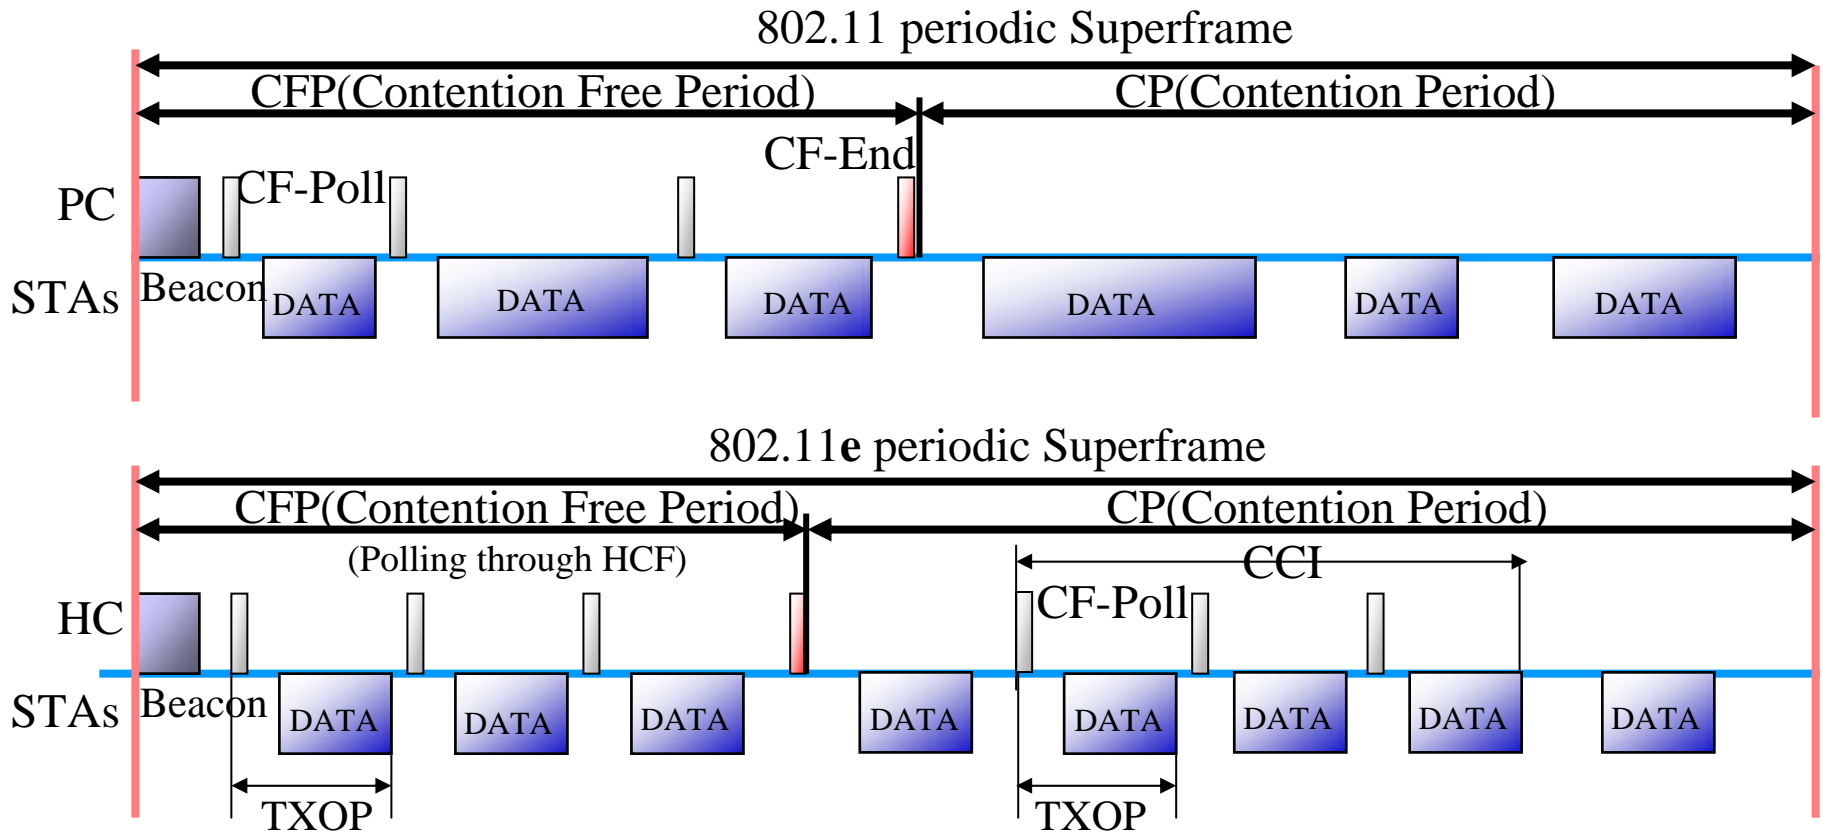 802.11 periodic Superframe
CFP(Contention Free Period)
CP(Contention Period)
CF-End
CF-Poll
PC
STAs
Beacon
DATA
DATA
DATA
DATA
DATA
DATA
802.11e periodic Superframe
CFP(Contention Free Period)
CP(Contention Period)
(Polling through HCF)
CCI
CF-Poll
HC
STAs
Beacon
DATA
DATA
DATA
DATA
DATA
DATA
DATA
DATA
TXOP
TXOP